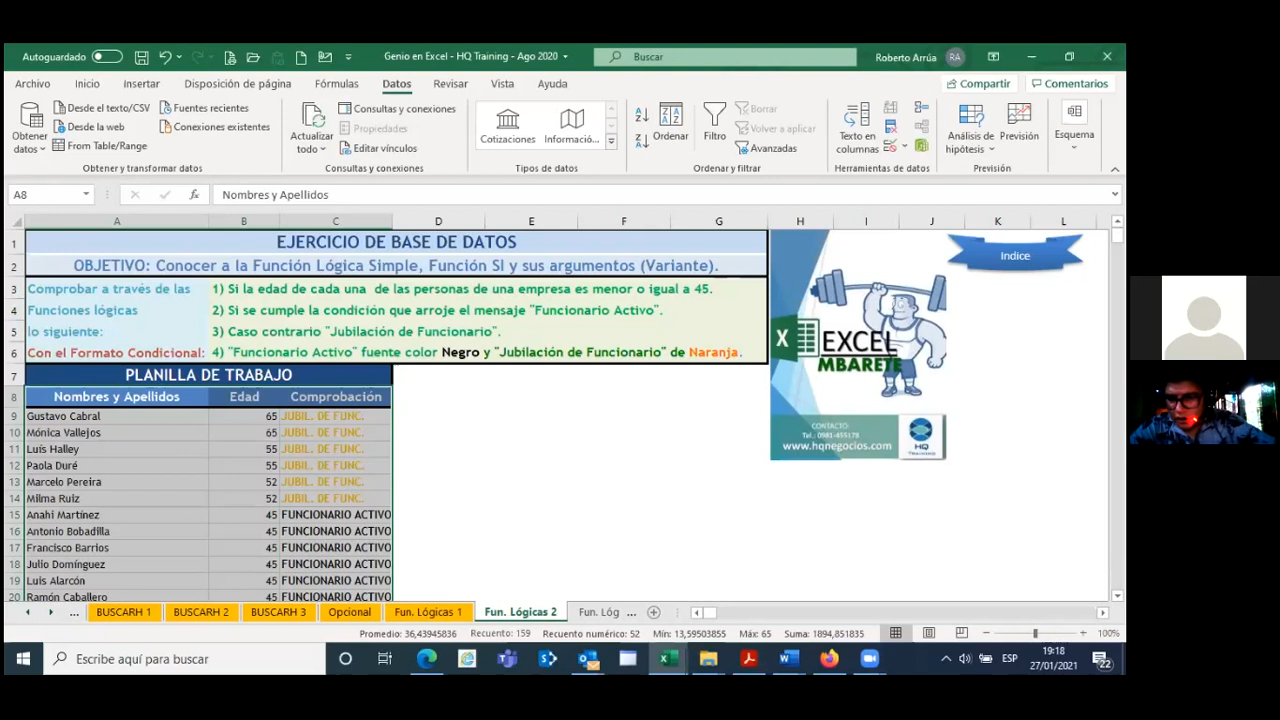 Autoguardado
Genio en Excel - HQ Training - Ago 2020
Buscar
Roberto Arrúa
RA
Archivo Inicio Insertar Disposición de página Fórmulas Datos Revisar Vista Ayuda
Compartir
Comentarios
Obtener datos
Desde el texto/CSV
Desde la web
From Table/Range
Fuentes recientes
Conexiones existentes
Obtener y transformar datos
Actualizar todo
Consultas y conexiones
Propiedades
Editar vínculos
Consultas y conexiones
Cotizaciones
Informació...
Tipos de datos
Ordenar
Filtro
Borrar
Volver a aplicar
Avanzadas
Ordenar y filtrar
Texto en columnas
Herramientas de datos
Análisis de hipótesis
Previsión
Previsión
Esquema
A8
fx
Nombres y Apellidos
A B C D E F G H I J K L
1 EJERCICIO DE BASE DE DATOS
2 OBJETIVO: Conocer a la Función Lógica Simple, Función SI y sus argumentos (Variante).
3 Comprobar a través de las 1) Si la edad de cada una de las personas de una empresa es menor o igual a 45.
4 Funciones lógicas 2) Si se cumple la condición que arroje el mensaje "Funcionario Activo".
5 lo siguiente: 3) Caso contrario "Jubilación de Funcionario".
6 Con el Formato Condicional: 4) "Funcionario Activo" fuente color Negro y "Jubilación de Funcionario" de Naranja.
7 PLANILLA DE TRABAJO
8 Nombres y Apellidos Edad Comprobación
9 Gustavo Cabral 65 JUBIL. DE FUNC.
10 Mónica Vallejos 65 JUBIL. DE FUNC.
11 Luís Halley 55 JUBIL. DE FUNC.
12 Paola Duré 55 JUBIL. DE FUNC.
13 Marcelo Pereira 52 JUBIL. DE FUNC.
14 Milma Ruiz 52 JUBIL. DE FUNC.
15 Anahi Martínez 45 FUNCIONARIO ACTIVO
16 Antonio Bobadilla 45 FUNCIONARIO ACTIVO
17 Francisco Barrios 45 FUNCIONARIO ACTIVO
18 Julio Domínguez 45 FUNCIONARIO ACTIVO
19 Luis Alarcón 45 FUNCIONARIO ACTIVO
20 Ramón Caballero 45 FUNCIONARIO ACTIVO
Indice
X EXCEL
MBARETE
CONTACTO
www.hqnegocios.com
HQ
... BUSCARH 1 BUSCARH 2 BUSCARH 3 Opcional Fun. Lógicas 1 Fun. Lógicas 2 Fun. Lóg ...
Promedio: 36,43945836 Recuento: 159 Recuento numérico: 52 Mín: 13,59503855 Máx: 65 Suma: 1894,851835
100%
Escribe aquí para buscar
ESP
19:18
27/01/2021
22